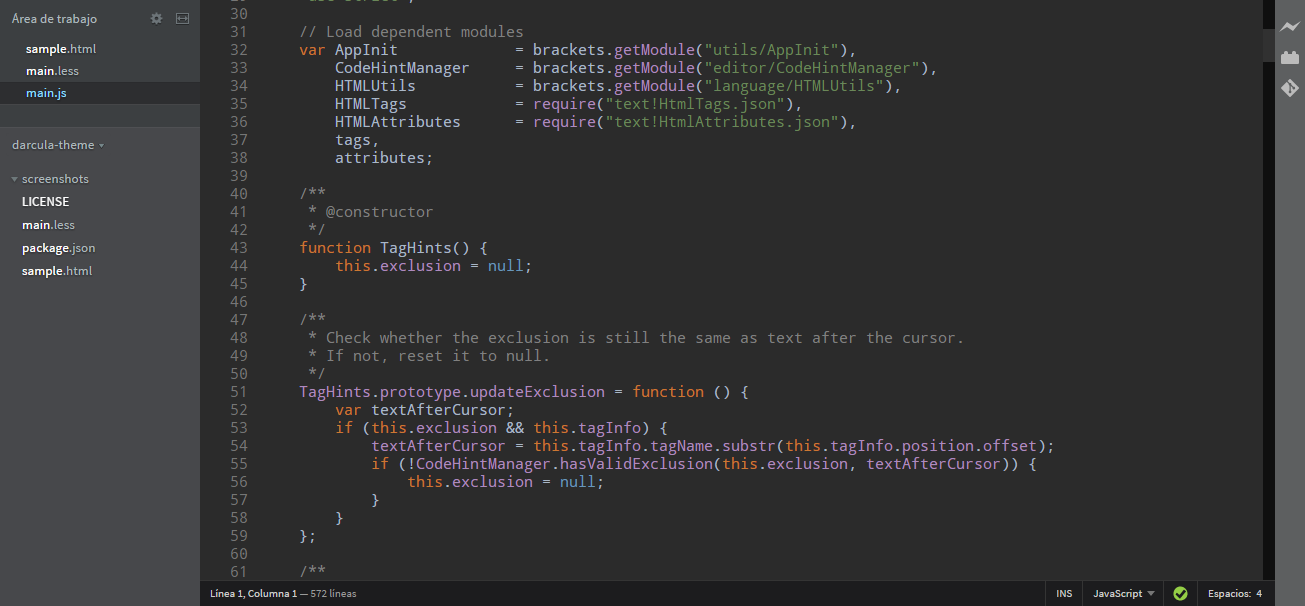 Área de trabajo
sample.html
main.less
main.js
darcula-theme
screenshots
LICENSE
main.less
package.json
sample.html
30
31 // Load dependent modules
32 var AppInit = brackets.getModule("utils/AppInit"),
33 CodeHintManager = brackets.getModule("editor/CodeHintManager"),
34 HTMLUtils = brackets.getModule("language/HTMLUtils"),
35 HTMLTags = require("text!HtmlTags.json"),
36 HTMLAttributes = require("text!HtmlAttributes.json"),
37 tags,
38 attributes;
39
40 /**
41 * @constructor
42 */
43 function TagHints() {
44 this.exclusion = null;
45 }
46
47 /**
48 * Check whether the exclusion is still the same as text after the cursor.
49 * If not, reset it to null.
50 */
51 TagHints.prototype.updateExclusion = function () {
52 var textAfterCursor;
53 if (this.exclusion && this.tagInfo) {
54 textAfterCursor = this.tagInfo.tagName.substr(this.tagInfo.position.offset);
55 if (!CodeHintManager.hasValidExclusion(this.exclusion, textAfterCursor)) {
56 this.exclusion = null;
57 }
58 }
59 };
60
61 /**
Línea 1, Columna 1 — 572 líneas INS JavaScript Espacios: 4